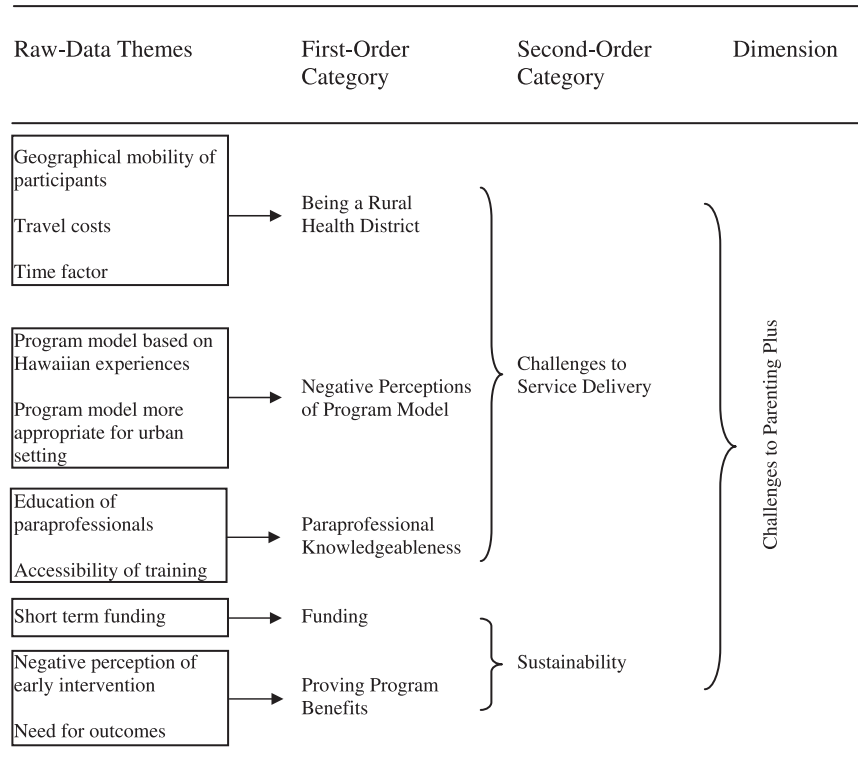 Raw-Data Themes
First-Order
Category
Second-Order
Category
Dimension
Geographical mobility of
participants
Travel costs
Time factor
Being a Rural
Health District
Program model based on
Hawaiian experiences
Program model more
appropriate for urban
setting
Negative Perceptions
of Program Model
Education of
paraprofessionals
Accessibility of training
Paraprofessional
Knowledgeableness
Challenges to
Service Delivery
Short term funding
Funding
Negative perception of
early intervention
Need for outcomes
Proving Program
Benefits
Sustainability
Challenges to Parenting Plus